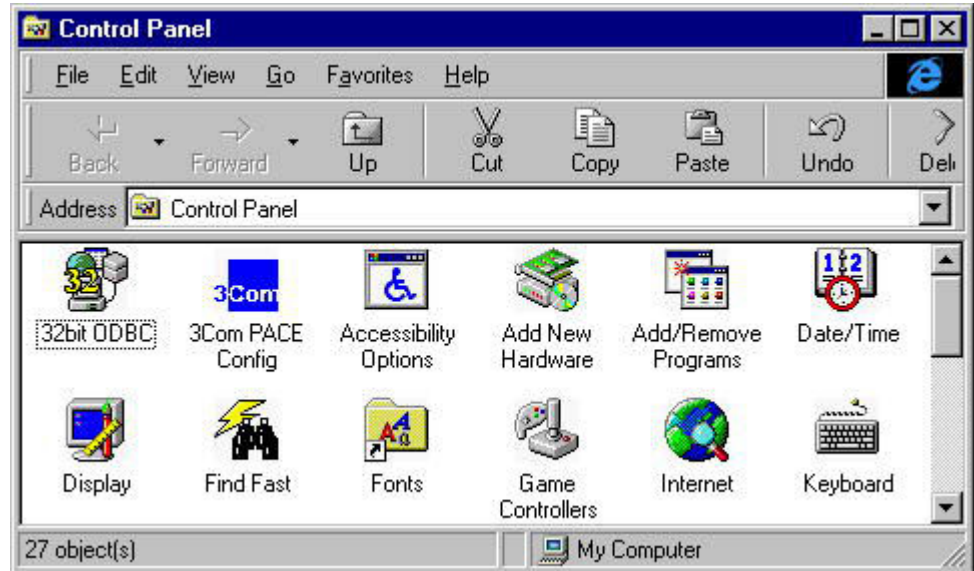 Control Panel
File Edit View Go Favorites Help
Back Forward Up Cut Copy Paste Undo Del
Address Control Panel
32 3Com 12
32bit ODBC 3Com PACE Accessibility Add New Add/Remove Date/Time
Config Options Hardware Programs
Display Find Fast Fonts Game Internet Keyboard
Controllers
27 object(s) My Computer